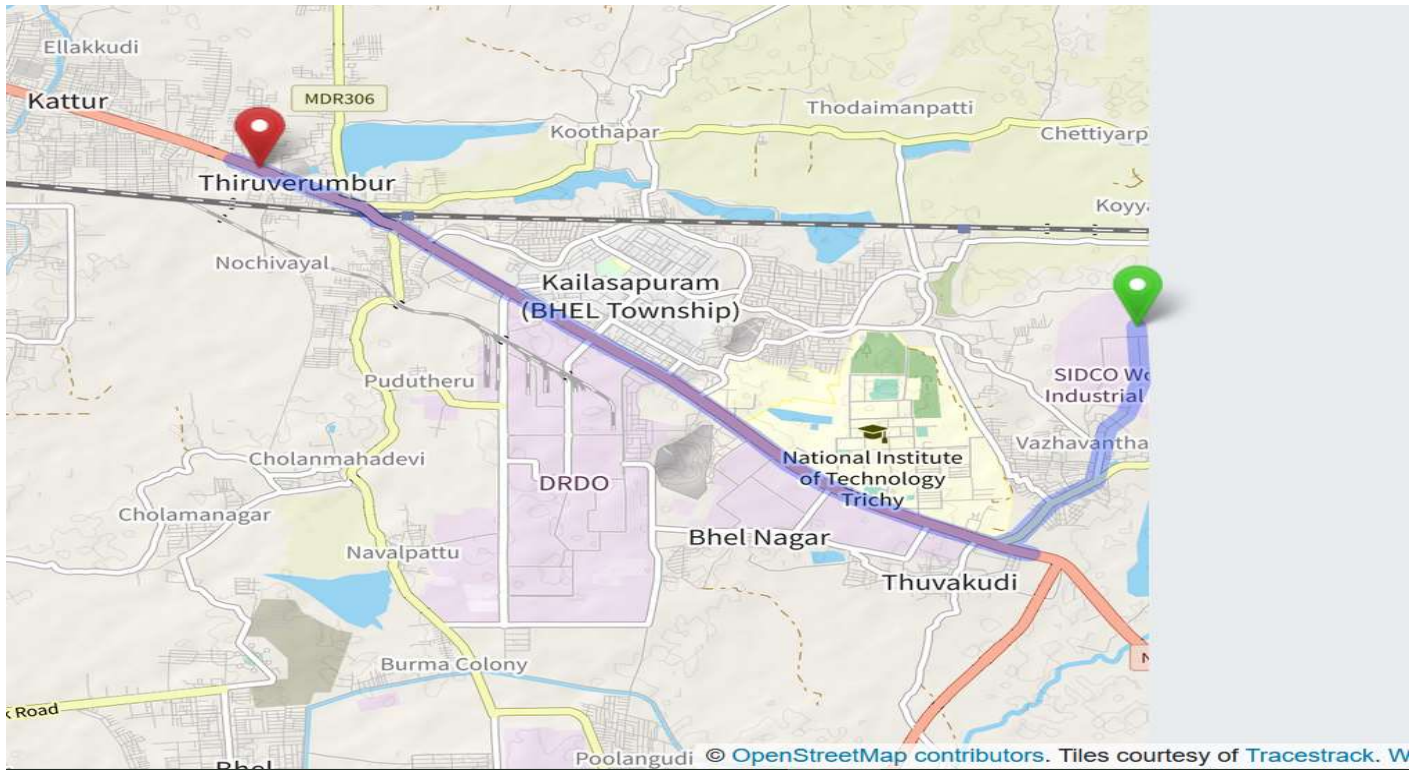 Ellakkudi
Kattur
MDR306
Thodaimanpatti
Koothapar
Chettiyarp
Thiruverumbur
Koyya
Nochivayal
Kailasapuram
(BHEL Township)
Pudutheru
SIDCO Wo
Industrial
Vazhavantha
Cholanmahadevi
National Institute
of Technology
Trichy
DRDO
Cholamanagar
Bhel Nagar
Navalpattu
Thuvakudi
Burma Colony
N
k Road
Poolangudi
Bhel
© OpenStreetMap contributors. Tiles courtesy of Tracestrack. W